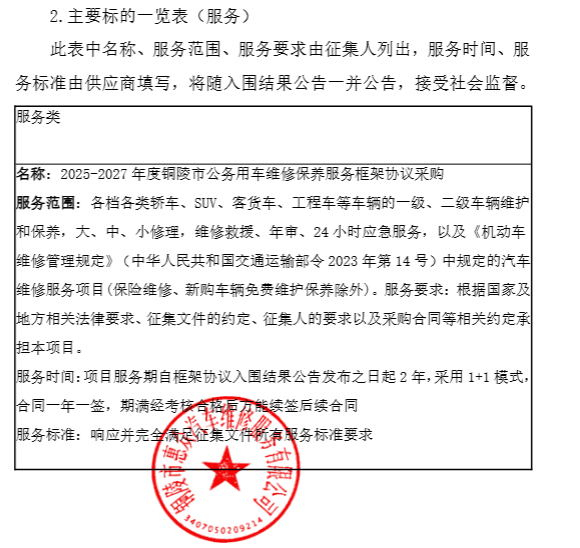 2.主要标的一览表（服务）
此表中名称、服务范围、服务要求由征集人列出，服务时间、服
务标准由供应商填写，将随入围结果公告一并公告，接受社会监督。
服务类
名称：2025-2027年度铜陵市公务用车维修保养服务框架协议采购
服务范围：各档各类轿车、SUV、客货车、工程车等车辆的一级、二级车辆维护
和保养，大、中、小修理，维修救援、年审、24小时应急服务，以及《机动车
维修管理规定》（中华人民共和国交通运输部令2023年第14号）中规定的汽车
维修服务项目(保险维修、新购车辆免费维护保养除外)。服务要求：根据国家及
地方相关法律要求、征集文件的约定、征集人的要求以及采购合同等相关约定承
担本项目。
服务时间：项目服务期自框架协议入围结果公告发布之日起2年，采用1+1模式，
合同一年一签，期满经考核合格后方能续签后续合同
服务标准：响应并完全满足征集文件所有服务标准要求
铜陵市惠众汽车维修服务有限公司
3407050209214